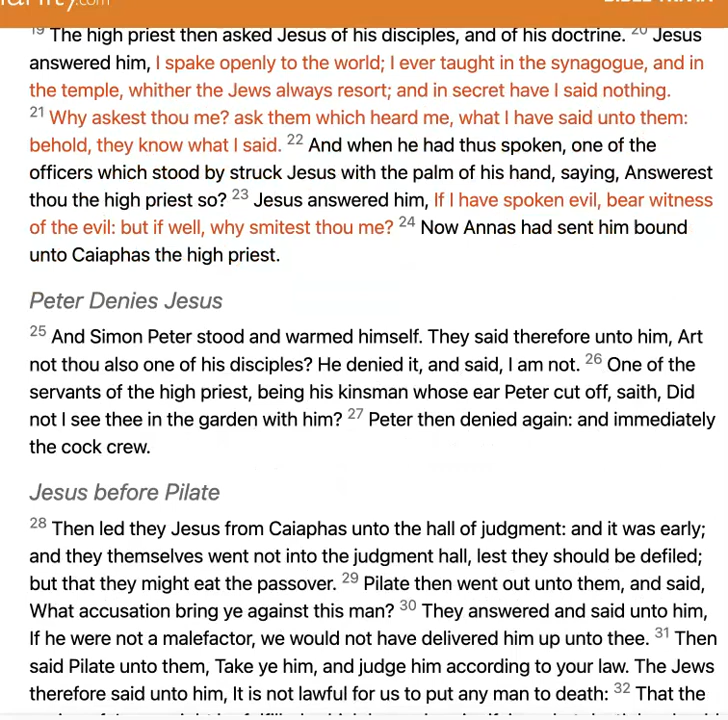 .com
19 The high priest then asked Jesus of his disciples, and of his doctrine. 20 Jesus
answered him, I spake openly to the world; I ever taught in the synagogue, and in
the temple, whither the Jews always resort; and in secret have I said nothing.
21 Why askest thou me? ask them which heard me, what I have said unto them:
behold, they know what I said. 22 And when he had thus spoken, one of the
officers which stood by struck Jesus with the palm of his hand, saying, Answerest
thou the high priest so? 23 Jesus answered him, If I have spoken evil, bear witness
of the evil: but if well, why smitest thou me? 24 Now Annas had sent him bound
unto Caiaphas the high priest.
Peter Denies Jesus
25 And Simon Peter stood and warmed himself. They said therefore unto him, Art
not thou also one of his disciples? He denied it, and said, I am not. 26 One of the
servants of the high priest, being his kinsman whose ear Peter cut off, saith, Did
not I see thee in the garden with him? 27 Peter then denied again: and immediately
the cock crew.
Jesus before Pilate
28 Then led they Jesus from Caiaphas unto the hall of judgment: and it was early;
and they themselves went not into the judgment hall, lest they should be defiled;
but that they might eat the passover. 29 Pilate then went out unto them, and said,
What accusation bring ye against this man? 30 They answered and said unto him,
If he were not a malefactor, we would not have delivered him up unto thee. 31 Then
said Pilate unto them, Take ye him, and judge him according to your law. The Jews
therefore said unto him, It is not lawful for us to put any man to death: 32 That the